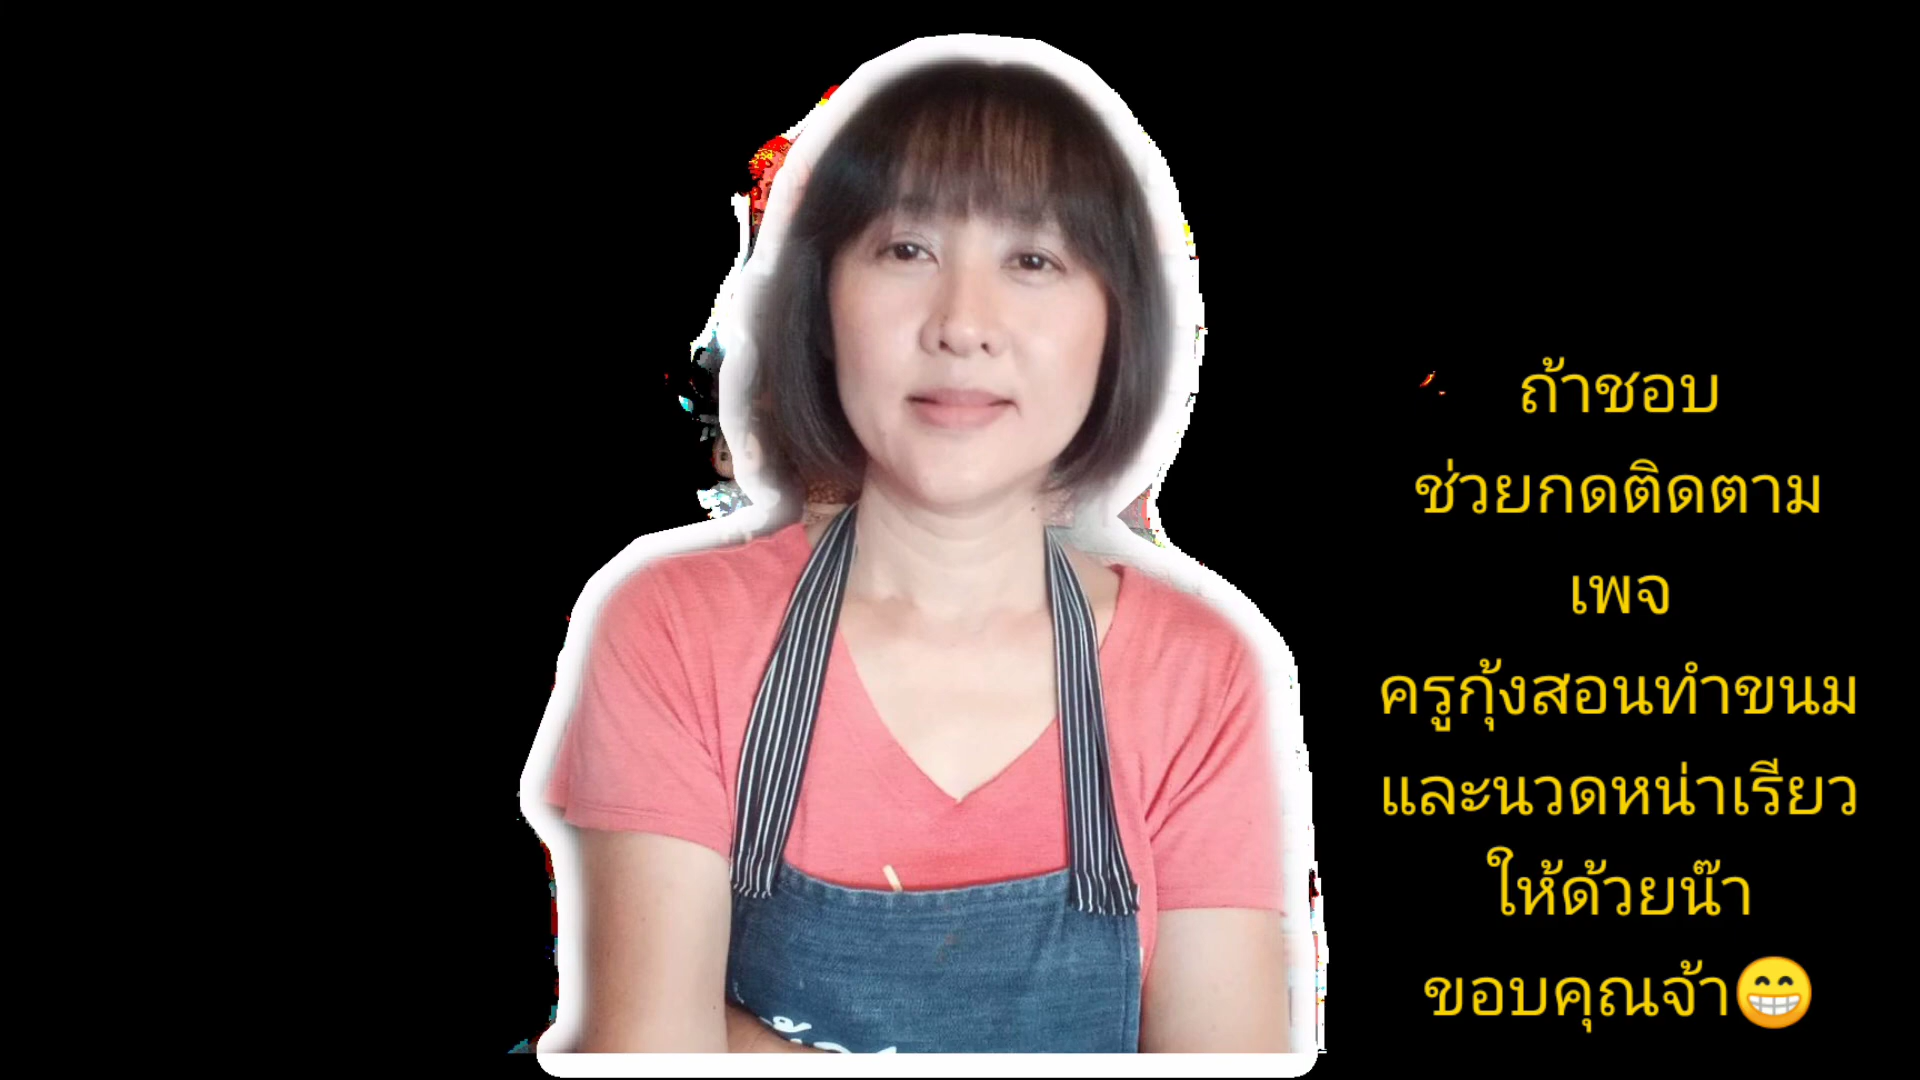 ถ้าชอบ
ช่วยกดติดตาม
เพจ
ครูกุ้งสอนทำขนม
และนวดหน่าเรียว
ให้ด้วยน๊า
ขอบคุณจ้า😁